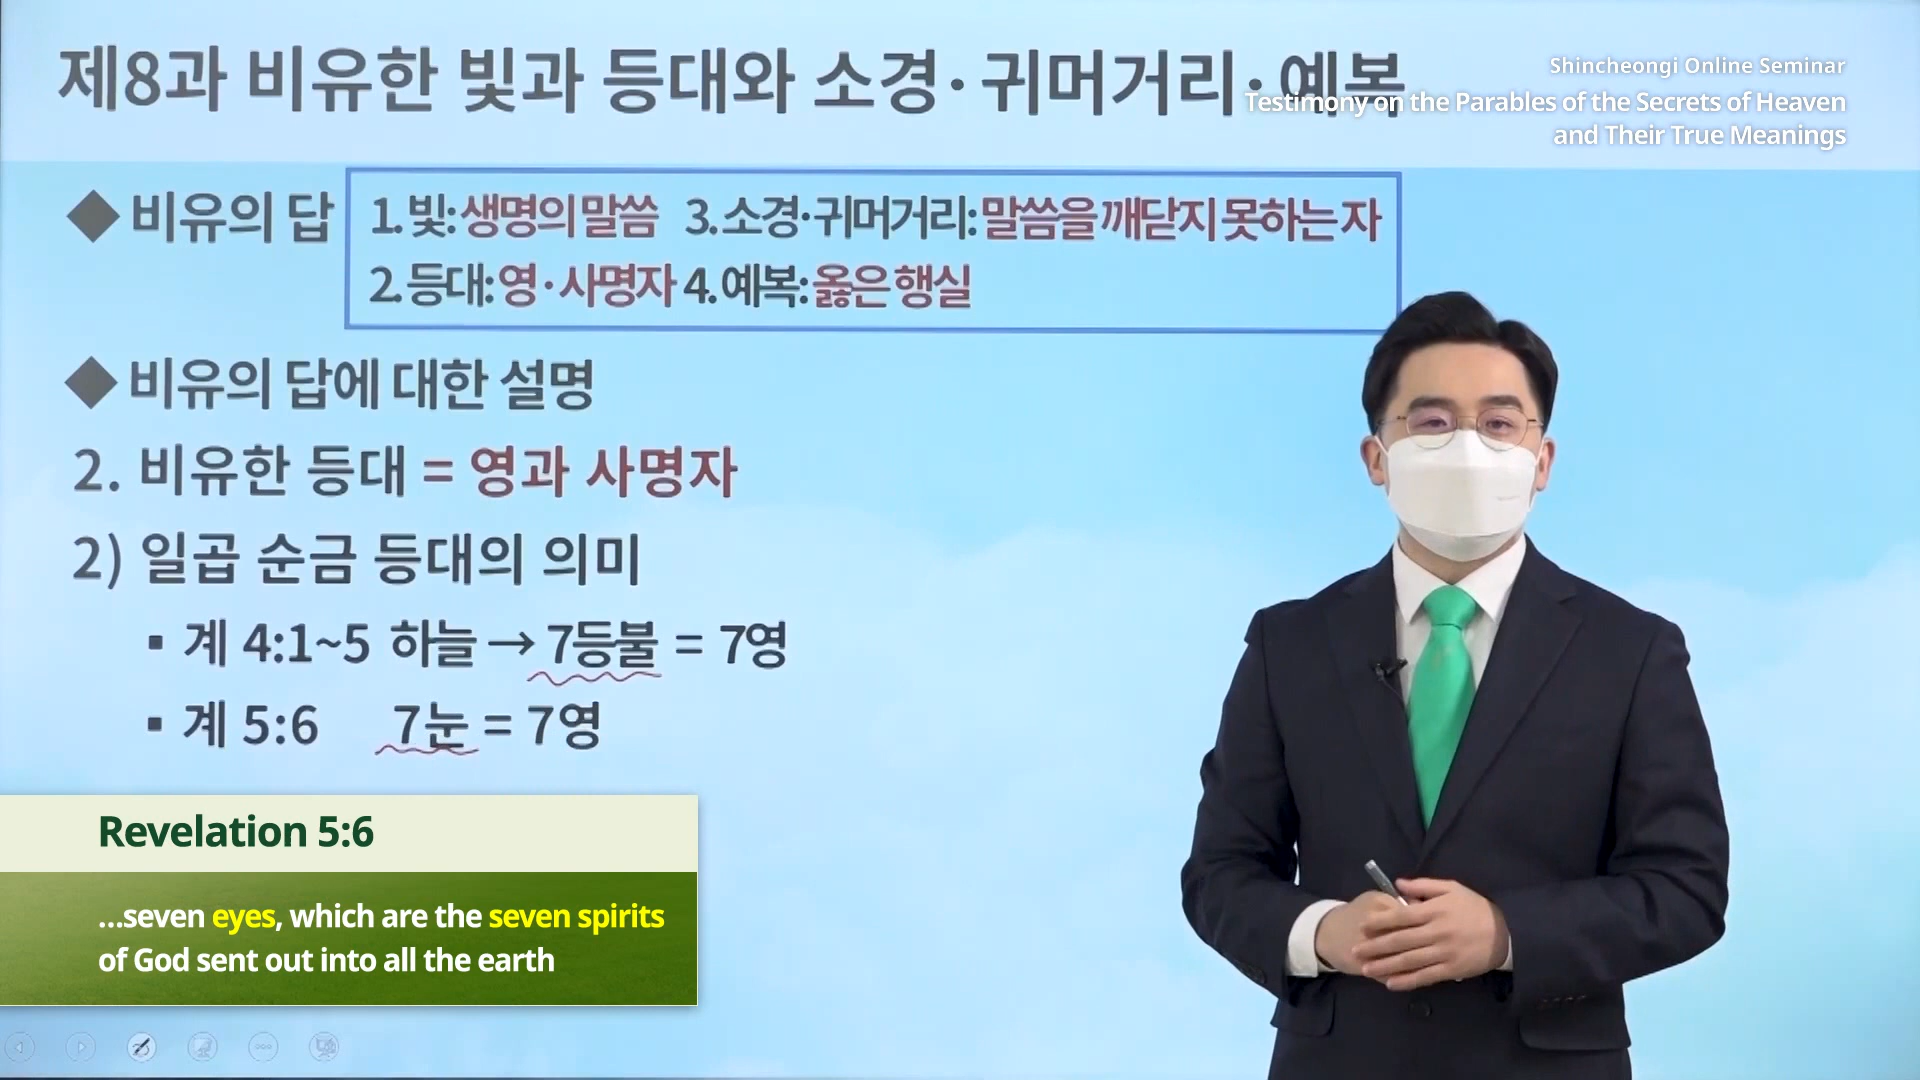 제8과 비유한 빛과 등대와 소경·귀머거리·예복
Shincheongi Online Seminar
Testimony on the Parables of the Secrets of Heaven
and Their True Meanings
◆ 비유의 답
1. 빛: 생명의 말씀 3. 소경·귀머거리: 말씀을 깨닫지 못하는 자
2. 등대: 영·사명자 4. 예복: 옳은 행실
◆ 비유의 답에 대한 설명
2. 비유한 등대 = 영과 사명자
2) 일곱 순금 등대의 의미
▪ 계 4:1~5 하늘 → 7등불 = 7영
▪ 계 5:6 7눈 = 7영
Revelation 5:6
...seven eyes, which are the seven spirits
of God sent out into all the earth